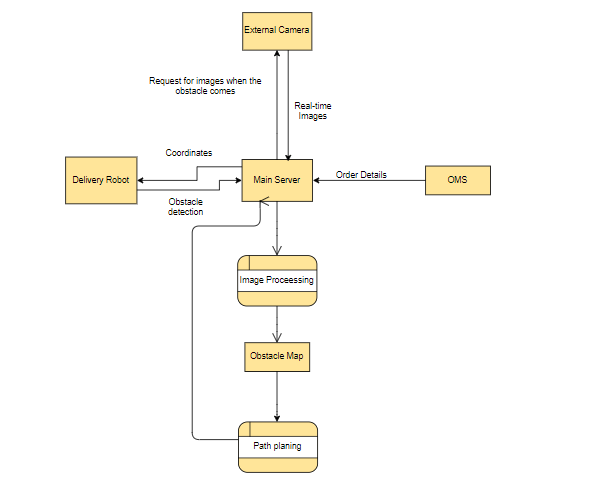 External Camera
Request for images when the
obstacle comes
Real-time
Images
Coordinates
Delivery Robot
Main Server
Order Details
OMS
Obstacle
detection
Image Proceessing
Obstacle Map
Path planing